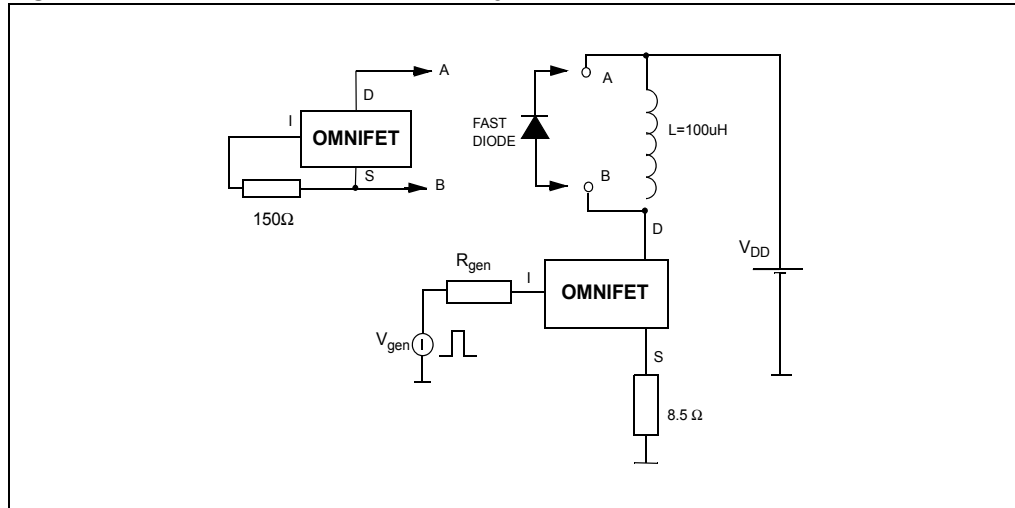 A
D
I
OMNIFET
S
B
150Ω
A
FAST
DIODE
L=100uH
B
D
VDD
Rgen
I
OMNIFET
Vgen
S
8.5 Ω